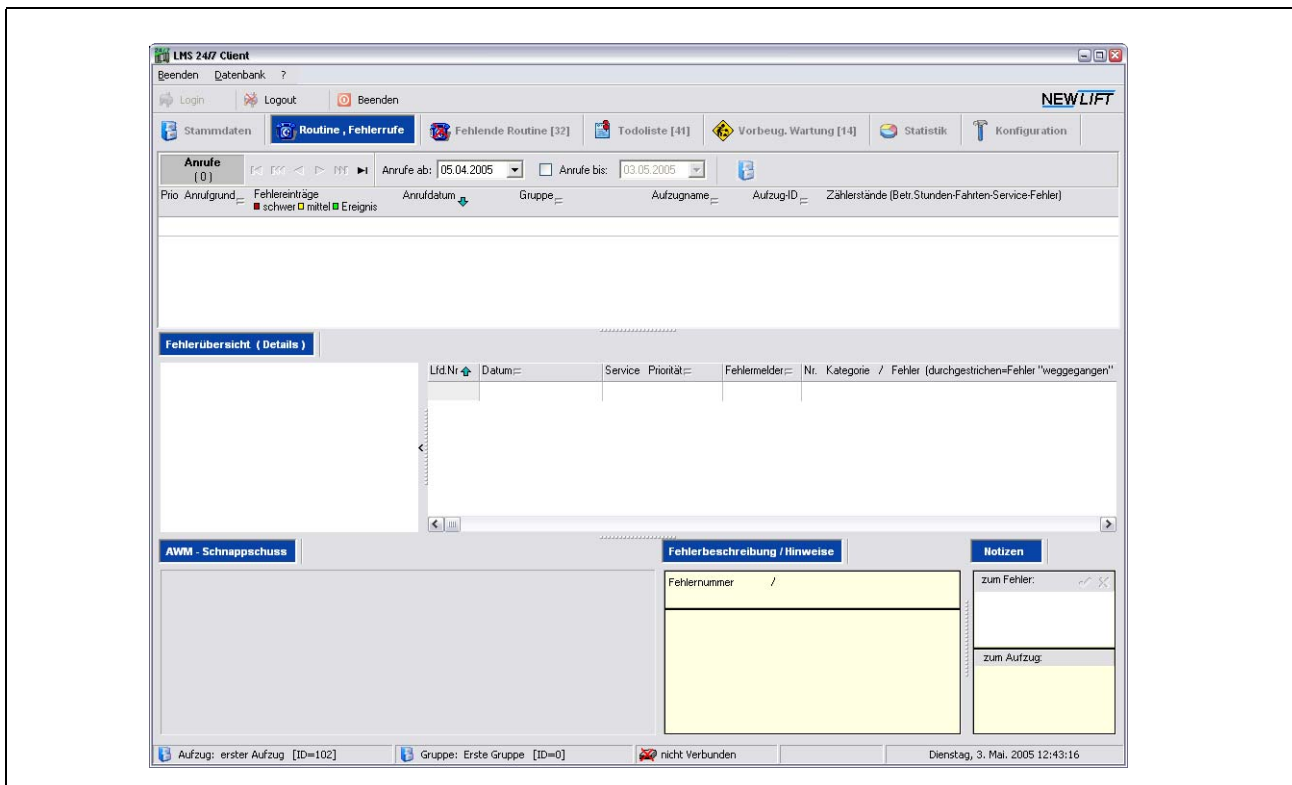 LMS 24/7 Client
Beenden Datenbank ?
Login Logout Beenden NEW LIFT
Stammdaten Routine , Fehlerrufe Fehlende Routine [32] Todoliste [41] Vorbeug. Wartung [14] Statistik Konfiguration
Anrufe
( 0 )
Anrufe ab: 05.04.2005 Anrufe bis: 03.05.2005
Prio Anrufgrund Fehlereinträge Anrufdatum Gruppe Aufzugname Aufzug-ID Zählerstände (Betr.Stunden-Fahrten-Service-Fehler)
schwer mittel Ereignis
Fehlerübersicht ( Details )
Lfd.Nr Datum Service Priorität Fehlermelder Nr. Kategorie / Fehler (durchgestrichen=Fehler "weggegangen"
AWM - Schnappschuss Fehlerbeschreibung / Hinweise Notizen
Fehlernummer / zum Fehler:
zum Aufzug:
Aufzug: erster Aufzug [ID=102] Gruppe: Erste Gruppe [ID=0] nicht Verbunden Dienstag, 3. Mai. 2005 12:43:16